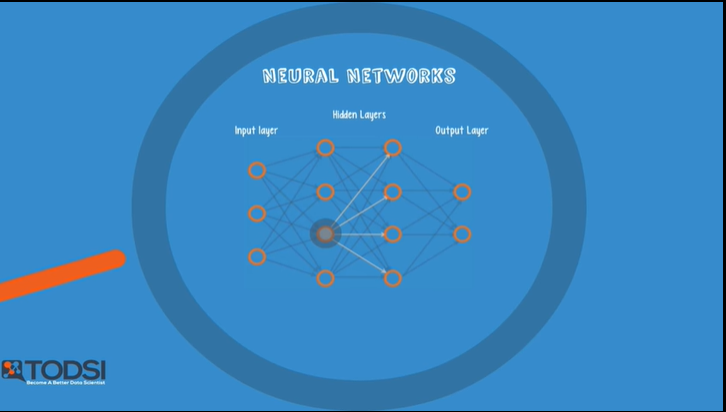 NEURAL NETWORKS
Hidden Layers
Input layer
Output Layer
TODSI
Become A Better Data Scientist